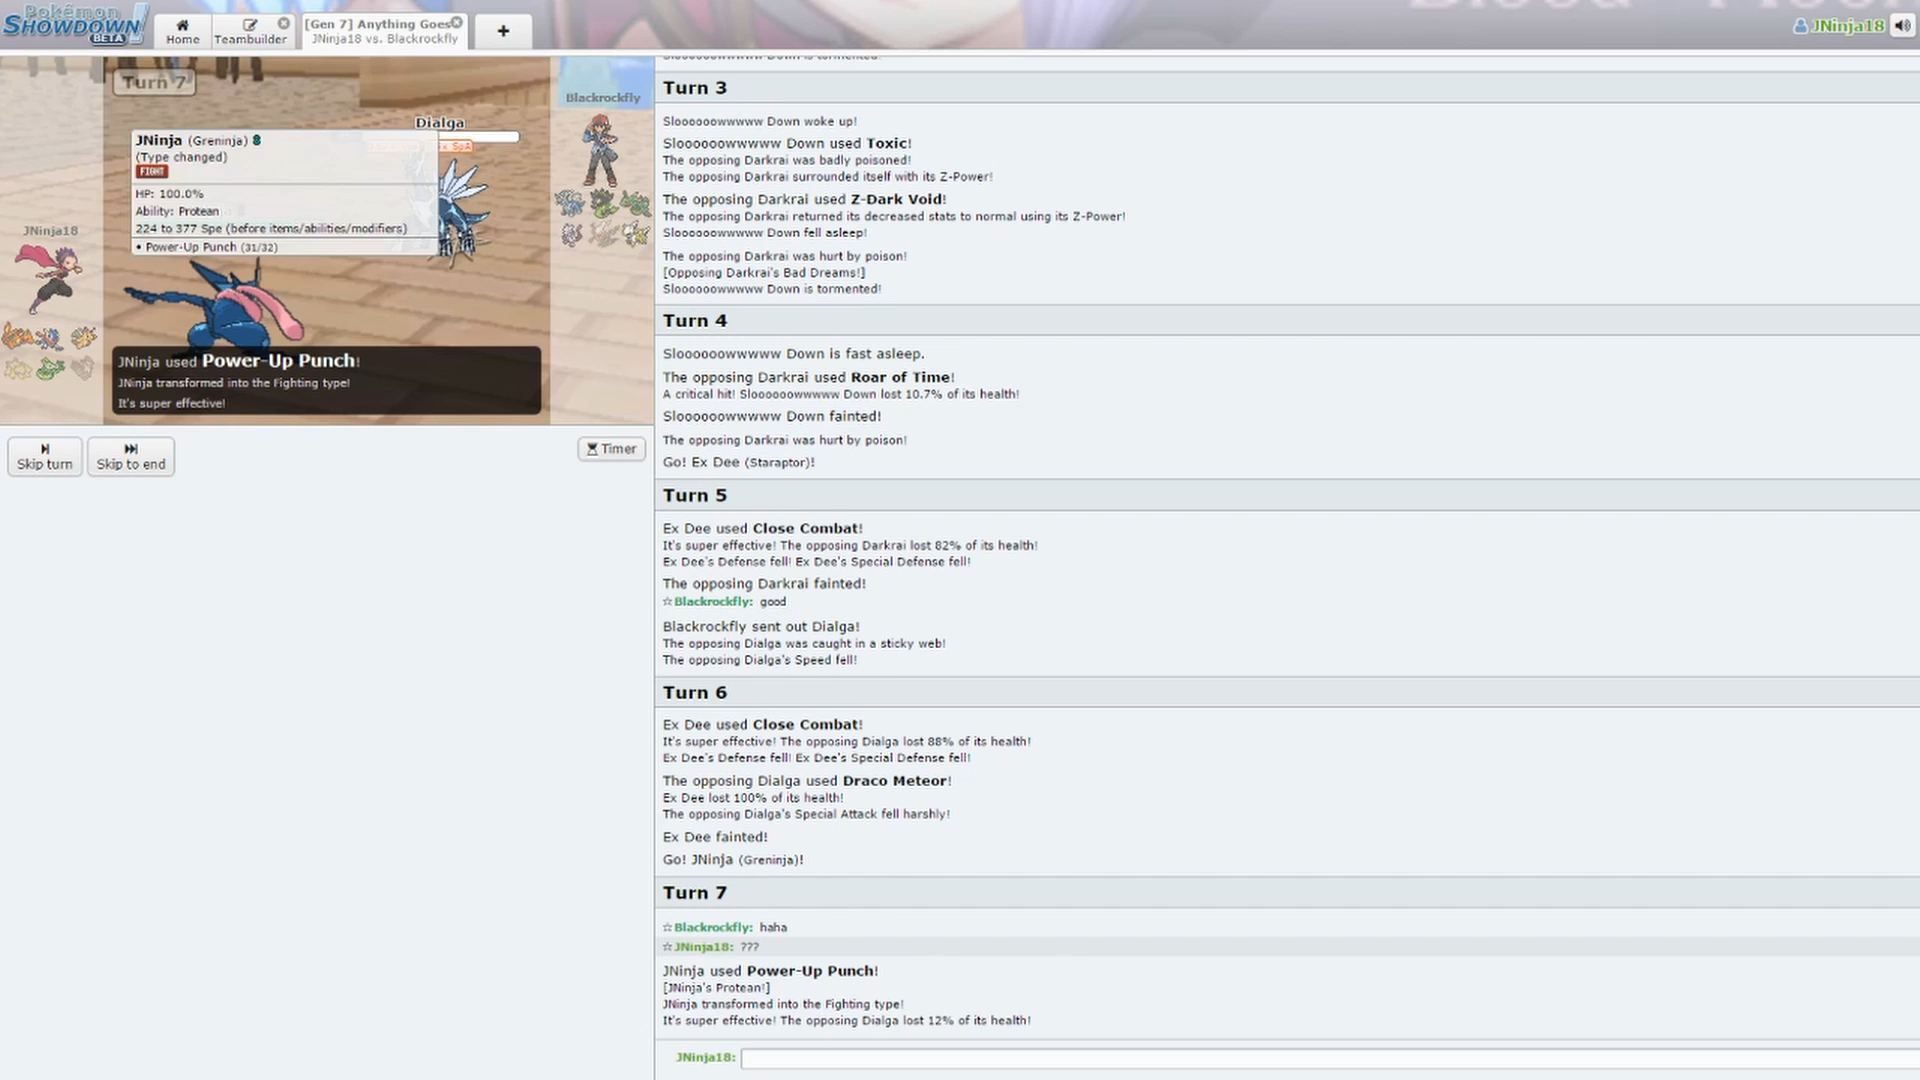 Pokémon
SHOWDOWN!
BETA
Home
Teambuilder
[Gen 7] Anything Goes
JNinja18 vs. Blackrockfly
+
JNinja18
Turn 7
Blackrockfly
Dialga
JNinja (Greninja)
(Type changed)
FIGHT
HP: 100.0%
Ability: Protean
224 to 377 Spe (before items/abilities/modifiers)
• Power-Up Punch (31/32)
JNinja18
JNinja used Power-Up Punch!
JNinja transformed into the Fighting type!
It's super effective!
Skip turn
Skip to end
Timer
Slooooowwwww Down is tormented!
Turn 3
Slooooowwwww Down woke up!
Slooooowwwww Down used Toxic!
The opposing Darkrai was badly poisoned!
The opposing Darkrai surrounded itself with its Z-Power!
The opposing Darkrai used Z-Dark Void!
The opposing Darkrai returned its decreased stats to normal using its Z-Power!
Slooooowwwww Down fell asleep!
The opposing Darkrai was hurt by poison!
[Opposing Darkrai's Bad Dreams!]
Slooooowwwww Down is tormented!
Turn 4
Slooooowwwww Down is fast asleep.
The opposing Darkrai used Roar of Time!
A critical hit! Slooooowwwww Down lost 10.7% of its health!
Slooooowwwww Down fainted!
The opposing Darkrai was hurt by poison!
Go! Ex Dee (Staraptor)!
Turn 5
Ex Dee used Close Combat!
It's super effective! The opposing Darkrai lost 82% of its health!
Ex Dee's Defense fell! Ex Dee's Special Defense fell!
The opposing Darkrai fainted!
☆Blackrockfly: good
Blackrockfly sent out Dialga!
The opposing Dialga was caught in a sticky web!
The opposing Dialga's Speed fell!
Turn 6
Ex Dee used Close Combat!
It's super effective! The opposing Dialga lost 88% of its health!
Ex Dee's Defense fell! Ex Dee's Special Defense fell!
The opposing Dialga used Draco Meteor!
Ex Dee lost 100% of its health!
The opposing Dialga's Special Attack fell harshly!
Ex Dee fainted!
Go! JNinja (Greninja)!
Turn 7
☆Blackrockfly: haha
☆JNinja18: ???
JNinja used Power-Up Punch!
[JNinja's Protean!]
JNinja transformed into the Fighting type!
It's super effective! The opposing Dialga lost 12% of its health!
JNinja18: